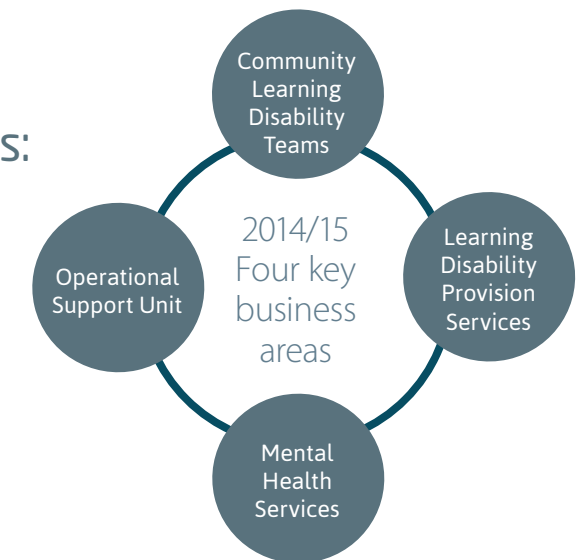 s:
Community
Learning
Disability
Teams
2014/15
Four key
business
areas
Learning
Disability
Provision
Services
Operational
Support Unit
Mental
Health
Services